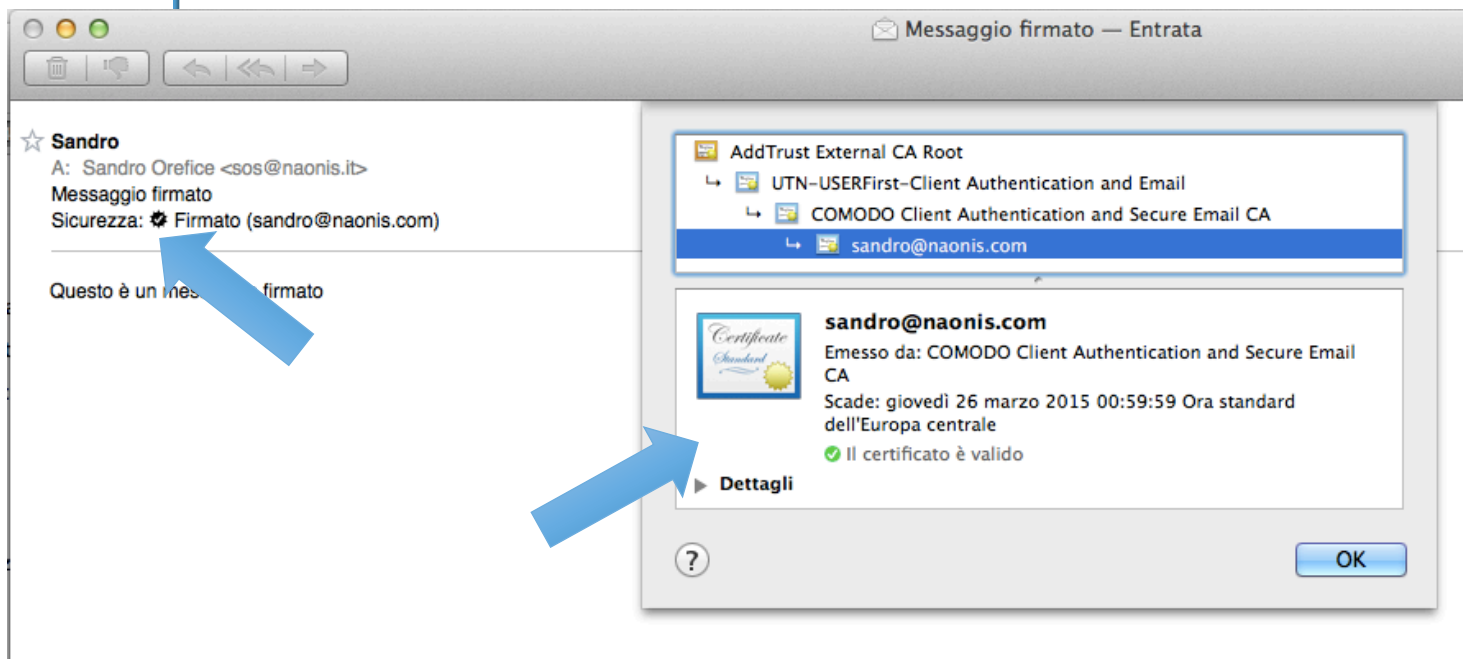 Messaggio firmato — Entrata
Sandro
A: Sandro Orefice <sos@naonis.it>
Messaggio firmato
Sicurezza: Firmato (sandro@naonis.com)
Questo è un firmato
AddTrust External CA Root
UTN-USERFirst-Client Authentication and Email
COMODO Client Authentication and Secure Email CA
sandro@naonis.com
Certificate
Standard
sandro@naonis.com
Emesso da: COMODO Client Authentication and Secure Email
CA
Scade: giovedì 26 marzo 2015 00:59:59 Ora standard
dell'Europa centrale
Il certificato è valido
Dettagli
?
OK